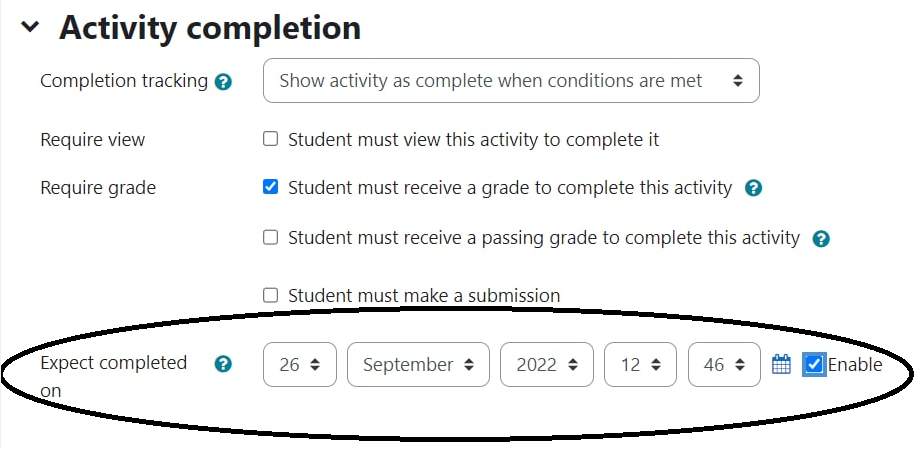 Activity completion
Completion tracking ? Show activity as complete when conditions are met
Require view Student must view this activity to complete it
Require grade Student must receive a grade to complete this activity ?
Student must receive a passing grade to complete this activity ?
Student must make a submission
Expect completed ? 26 September 2022 12 46 Enable
on